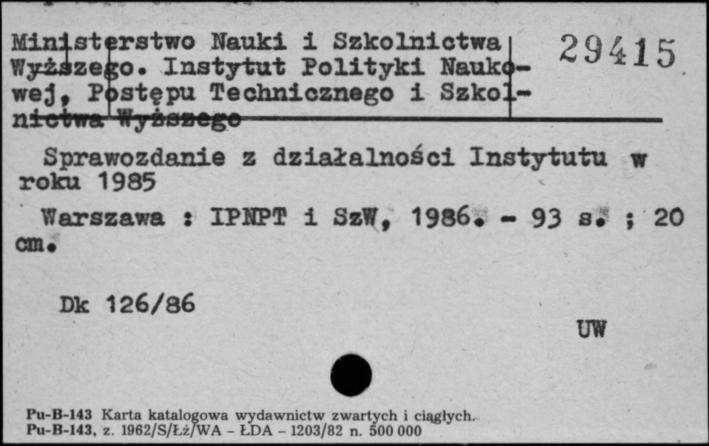 Ministerstwo Nauki i Szkolnictwa
29415
Wyższego. Instytut Polityki Nauko-
wej, Postępu Technicznego i Szkol-
nictwa Wyższego
Sprawozdanie z działalności Instytutu w
roku 1985
Warszawa : IPNPT i SzW, 1986. - 93 s. ; 20
cm.
Dk 126/86
UW
Pu-B-143 Karta katalogowa wydawnictw zwartych i ciągłych.
Pu-B-143, z. 1962/S/Łź/WA - ŁDA - 1203/82 n. 500 000